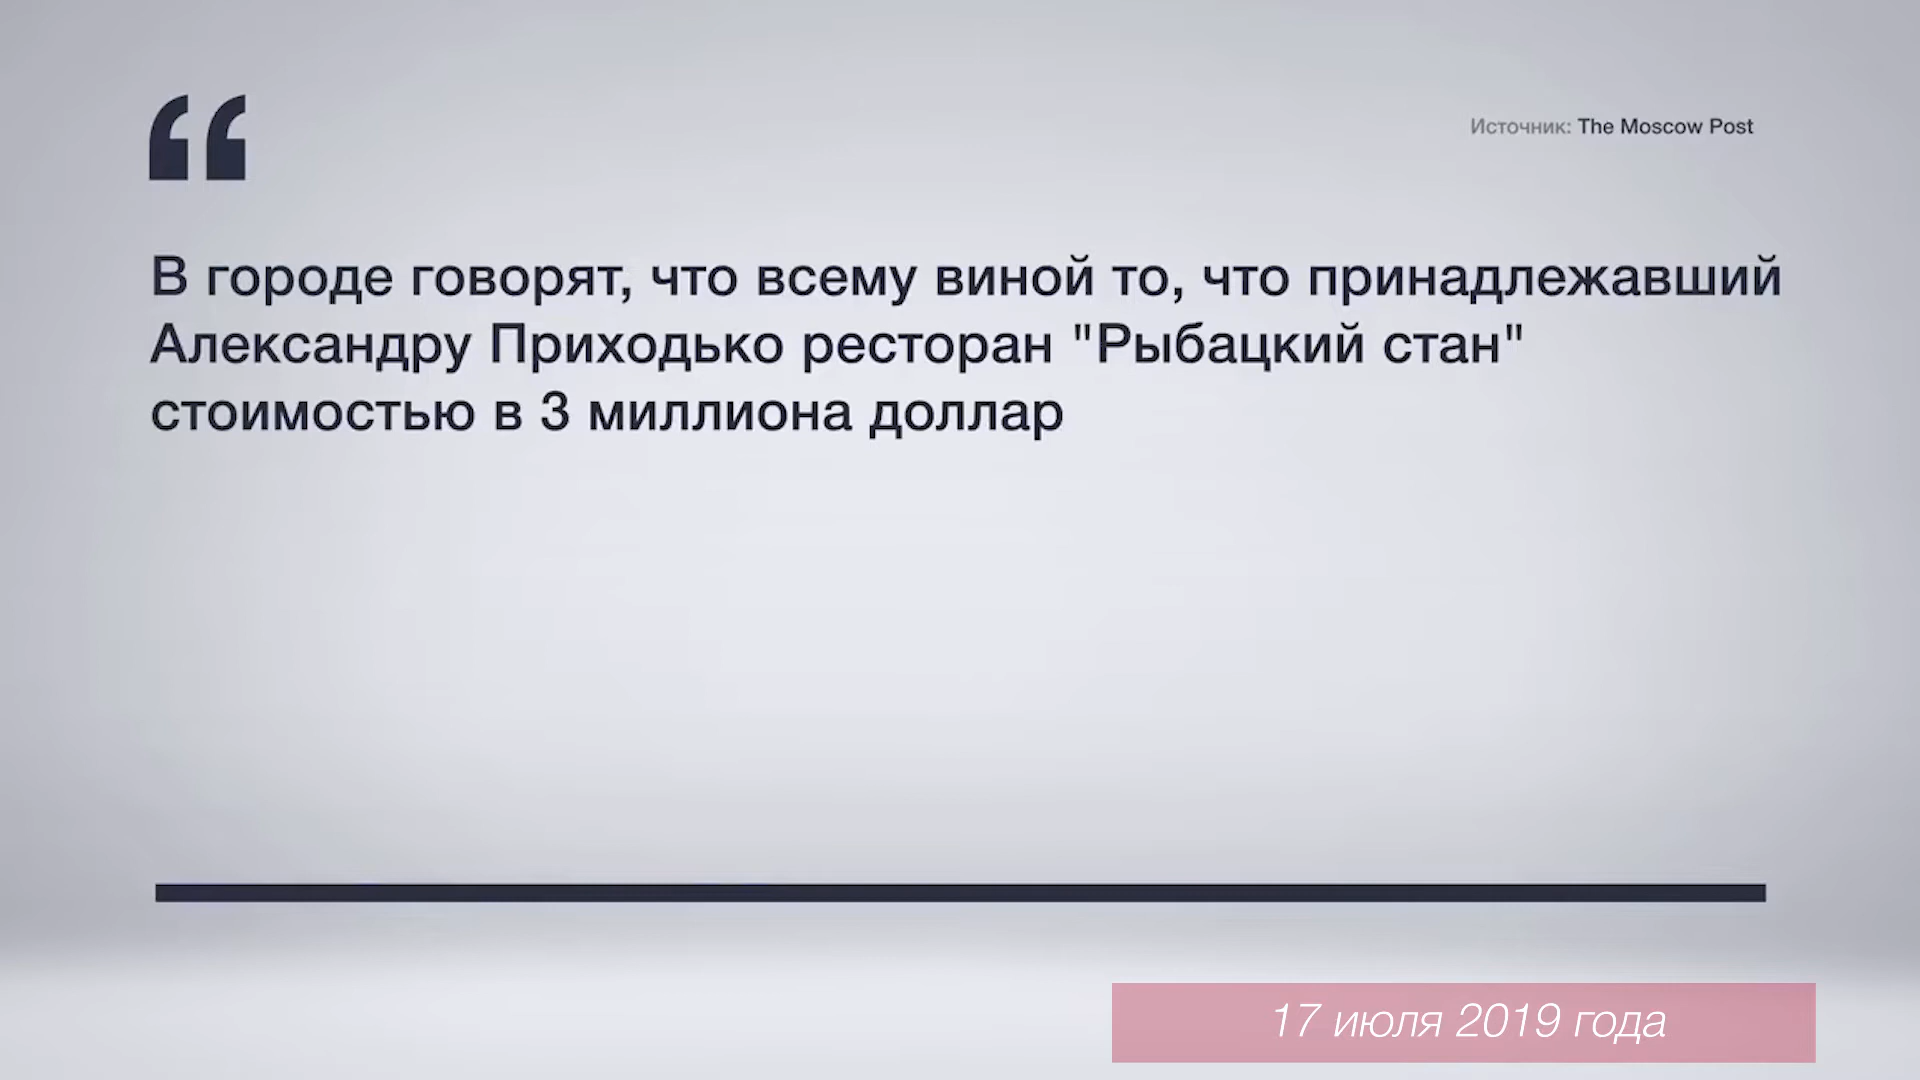 Источник: The Moscow Post
В городе говорят, что всему виной то, что принадлежавший
Александру Приходько ресторан "Рыбацкий стан"
стоимостью в 3 миллиона доллар
17 июля 2019 года